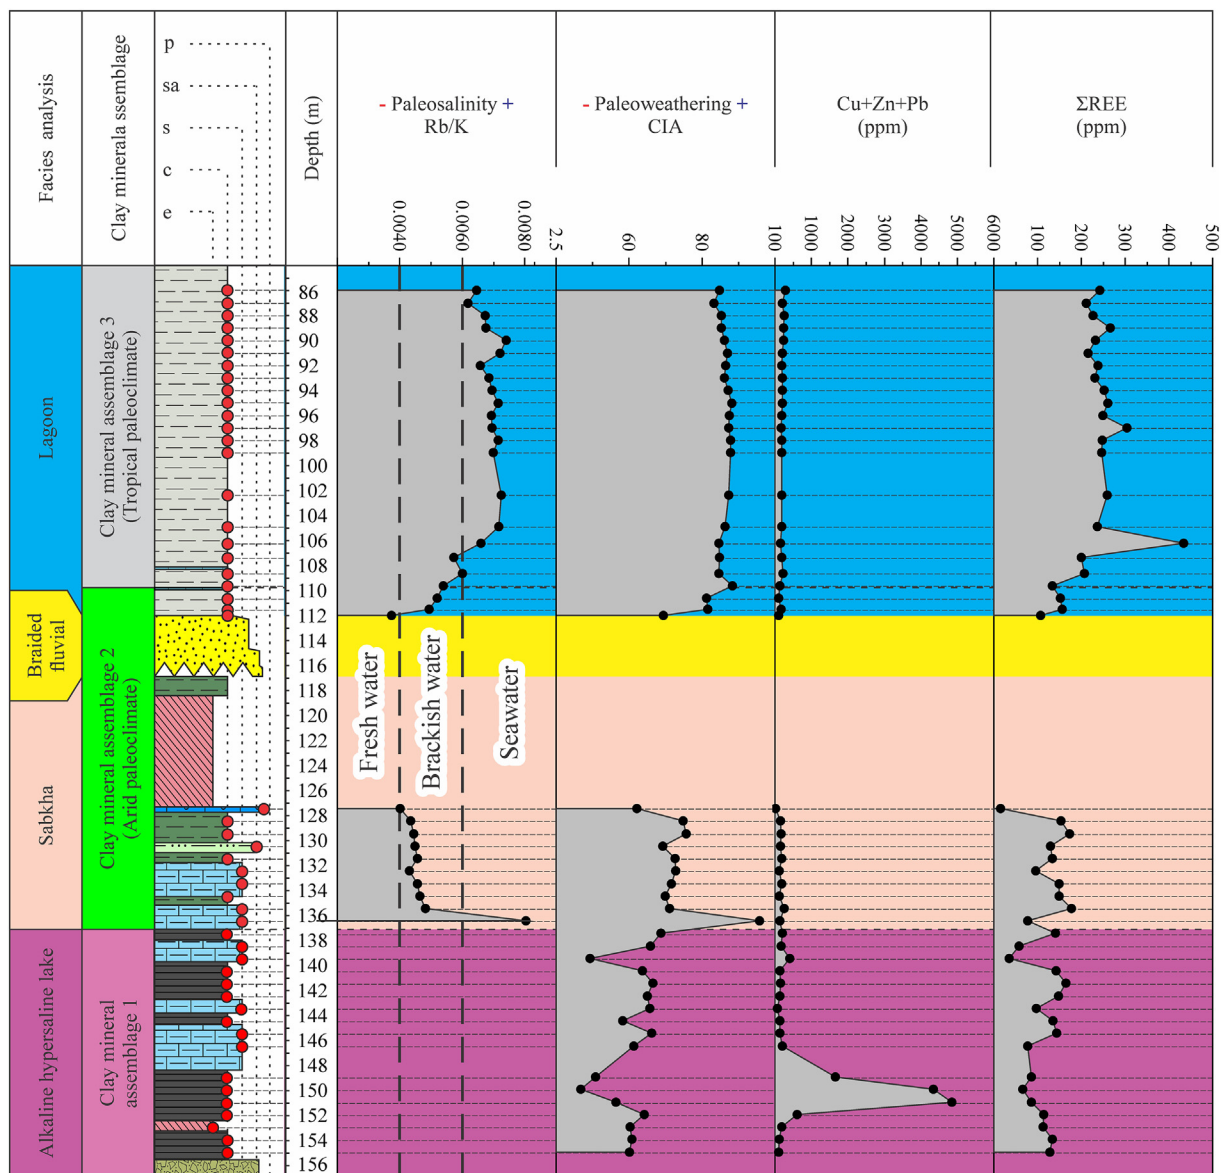 Facies analysis
Clay minerala ssemblage
p
sa
s
c
e
Depth (m)
- Paleosalinity +
Rb/K
- Paleoweathering +
CIA
Cu+Zn+Pb
(ppm)
ΣREE
(ppm)
0.0040
0.0060
0.0080
2.5
60
80
100
1000
2000
3000
4000
5000
600
100
200
300
400
500
Lagoon
Braided
fluvial
Sabkha
Alkaline hypersaline lake
Clay mineral assemblage 3
(Tropical paleoclimate)
Clay mineral assemblage 2
(Arid paleoclimate)
Clay mineral
assemblage 1
86
88
90
92
94
96
98
100
102
104
106
108
110
112
114
116
118
120
122
124
126
128
130
132
134
136
138
140
142
144
146
148
150
152
154
156
Fresh water
Brackish water
Seawater